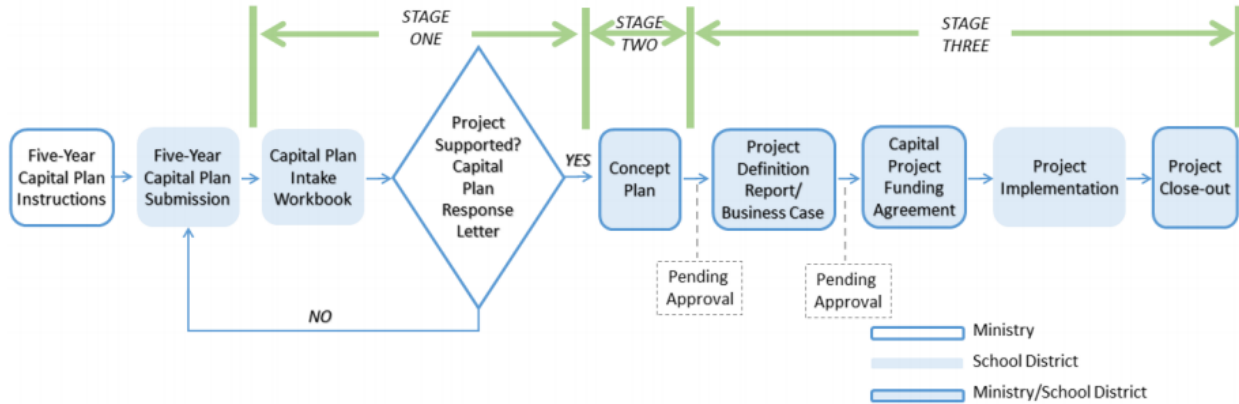 STAGE
ONE
STAGE
TWO
STAGE
THREE
Five-Year
Capital Plan
Instructions
Five-Year
Capital Plan
Submission
Capital Plan
Intake
Workbook
Project
Supported?
Capital
Plan
Response
Letter
YES
NO
Concept
Plan
Pending
Approval
Project
Definition
Report/
Business Case
Pending
Approval
Capital
Project
Funding
Agreement
Project
Implementation
Project
Close-out
Ministry
School District
Ministry/School District